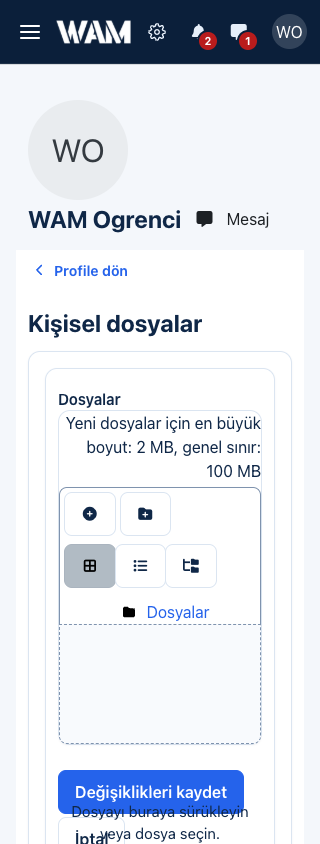 WAM
2
1
WO
WO
WAM Ogrenci
Mesaj
Profile dön
Kişisel dosyalar
Dosyalar
Yeni dosyalar için en büyük
boyut: 2 MB, genel sınır:
100 MB
Dosyalar
Değişiklikleri kaydet
Dosyayı buraya sürükleyin
veya dosya seçin.
İptal